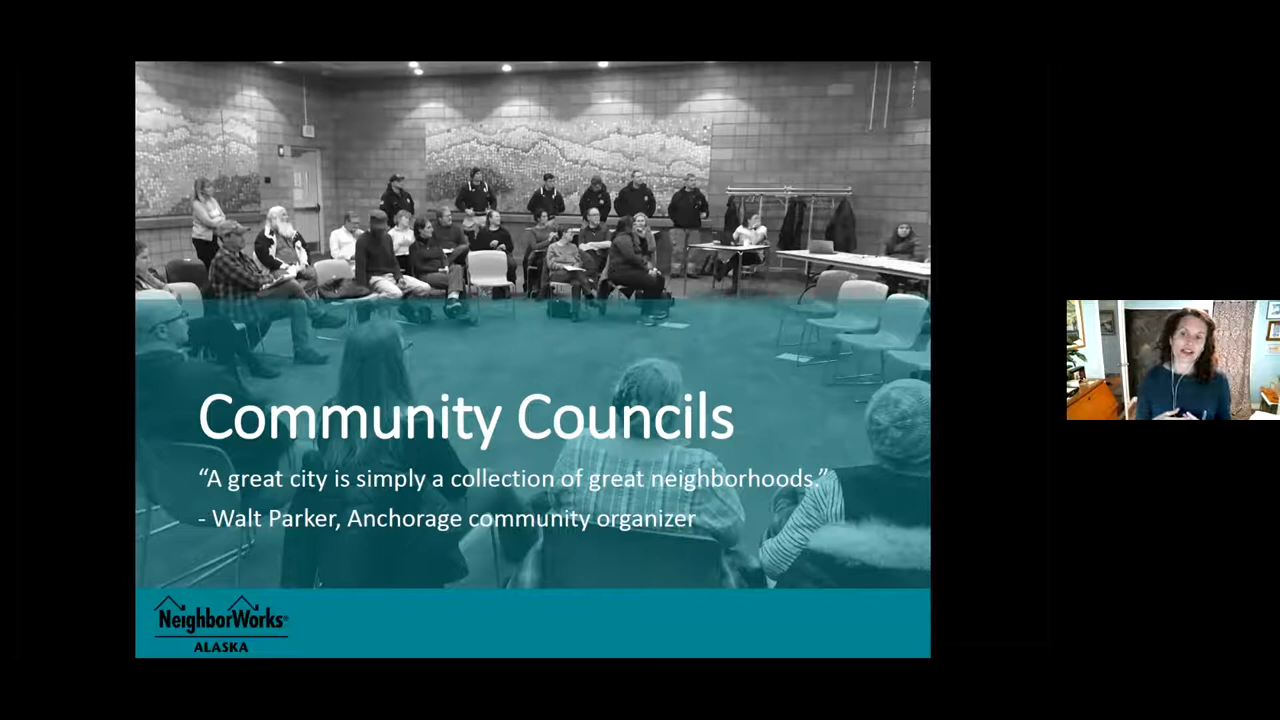 Community Councils
“A great city is simply a collection of great neighborhoods.”
- Walt Parker, Anchorage community organizer
NeighborWorks®
ALASKA